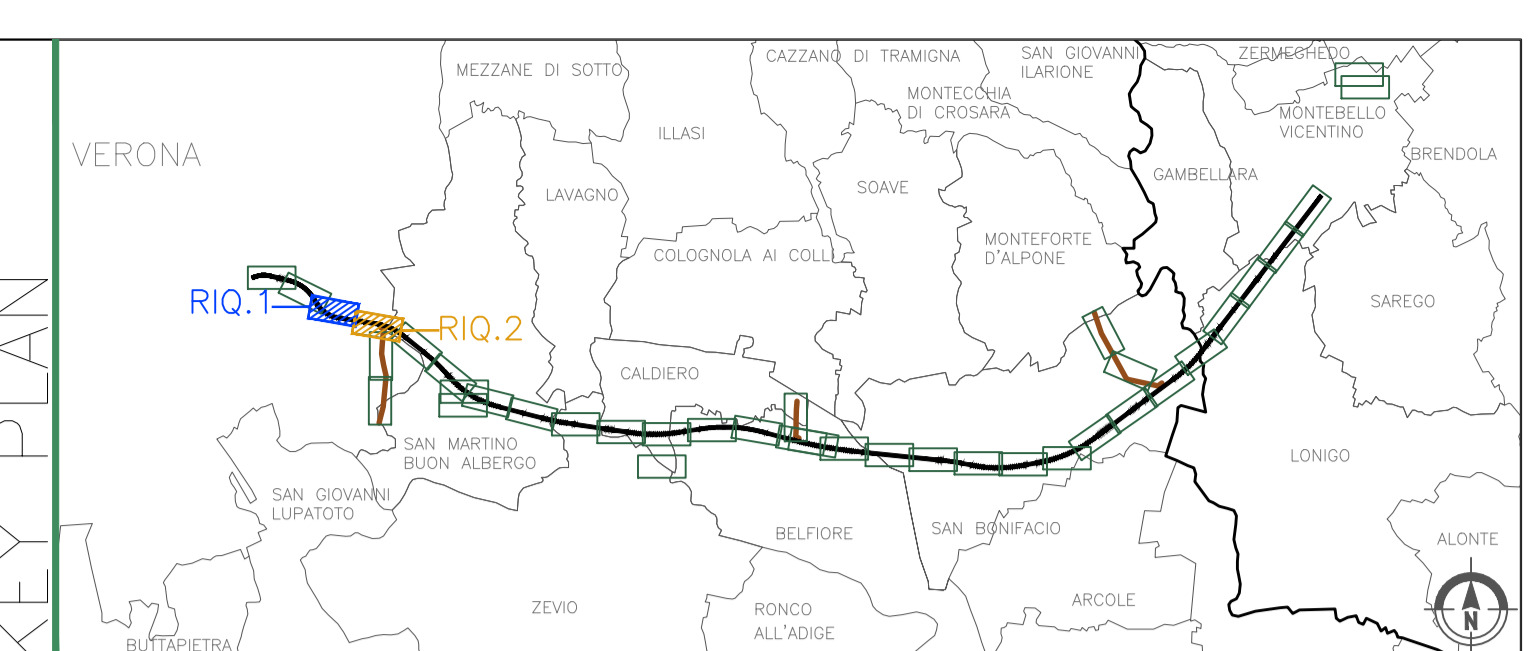 KEY PLAN
ZERMEGHEDO
CAZZANO DI TRAMIGNA
SAN GIOVANNI
ILARIONE
MEZZANE DI SOTTO
MONTECCHIA
DI CROSARA
MONTEBELLO
VICENTINO
ILLASI
VERONA
BRENDOLA
GAMBELLARA
SOAVE
LAVAGNO
MONTEFORTE
D'ALPONE
COLOGNOLA AI COLLI
RIQ.1
SAREGO
RIQ.2
CALDIERO
SAN MARTINO
BUON ALBERGO
LONIGO
SAN GIOVANNI
LUPATOTO
BELFIORE
SAN BONIFACIO
ALONTE
ZEVIO
RONCO
ALL'ADIGE
ARCOLE
N
BUTTAPIETRA